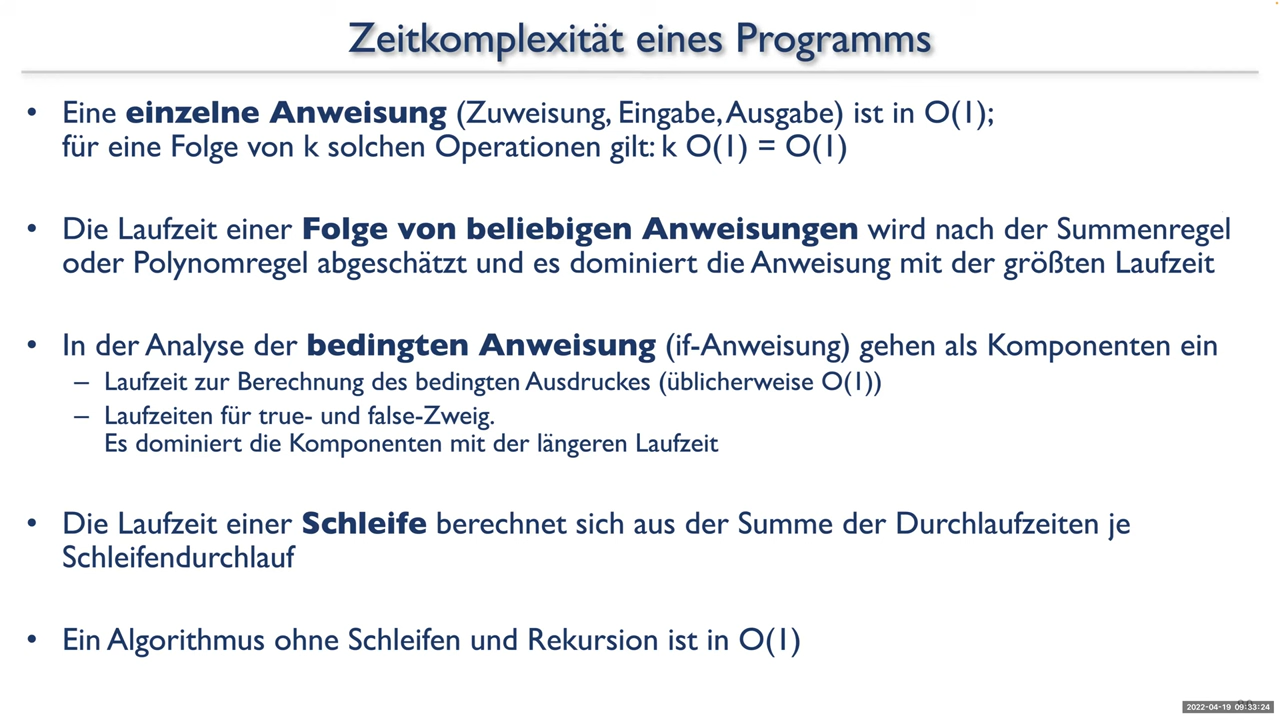 Zeitkomplexität eines Programms
• Eine einzelne Anweisung (Zuweisung, Eingabe, Ausgabe) ist in O(1);
für eine Folge von k solchen Operationen gilt: k O(1) = O(1)
• Die Laufzeit einer Folge von beliebigen Anweisungen wird nach der Summenregel
oder Polynomregel abgeschätzt und es dominiert die Anweisung mit der größten Laufzeit
• In der Analyse der bedingten Anweisung (if-Anweisung) gehen als Komponenten ein
– Laufzeit zur Berechnung des bedingten Ausdruckes (üblicherweise O(1))
– Laufzeiten für true- und false-Zweig.
Es dominiert die Komponenten mit der längeren Laufzeit
• Die Laufzeit einer Schleife berechnet sich aus der Summe der Durchlaufzeiten je
Schleifendurchlauf
• Ein Algorithmus ohne Schleifen und Rekursion ist in O(1)
2022-04-19 09:33:24